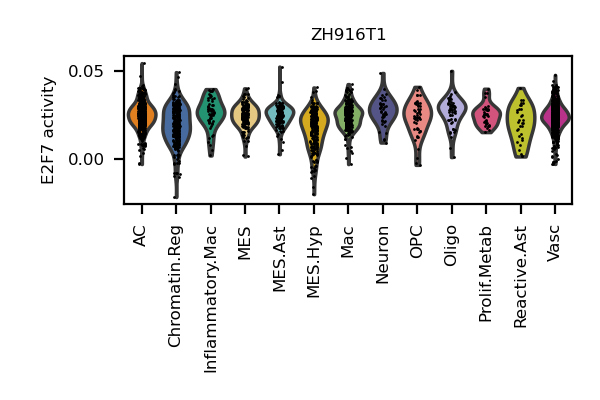 ZH916T1
E2F7 activity
0.05
0.00
AC
Chromatin.Reg
Inflammatory.Mac
MES
MES.Ast
MES.Hyp
Mac
Neuron
OPC
Oligo
Prolif.Metab
Reactive.Ast
Vasc